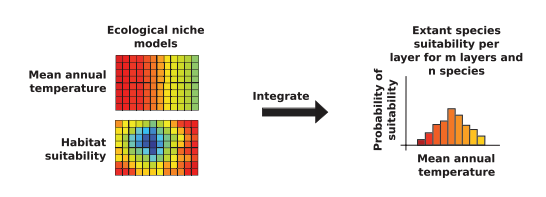 Ecological niche
models
Mean annual
temperature
Habitat
suitability
Integrate
Extant species
suitability per
layer for m layers and
n species
Probability of
suitability
Mean annual
temperature